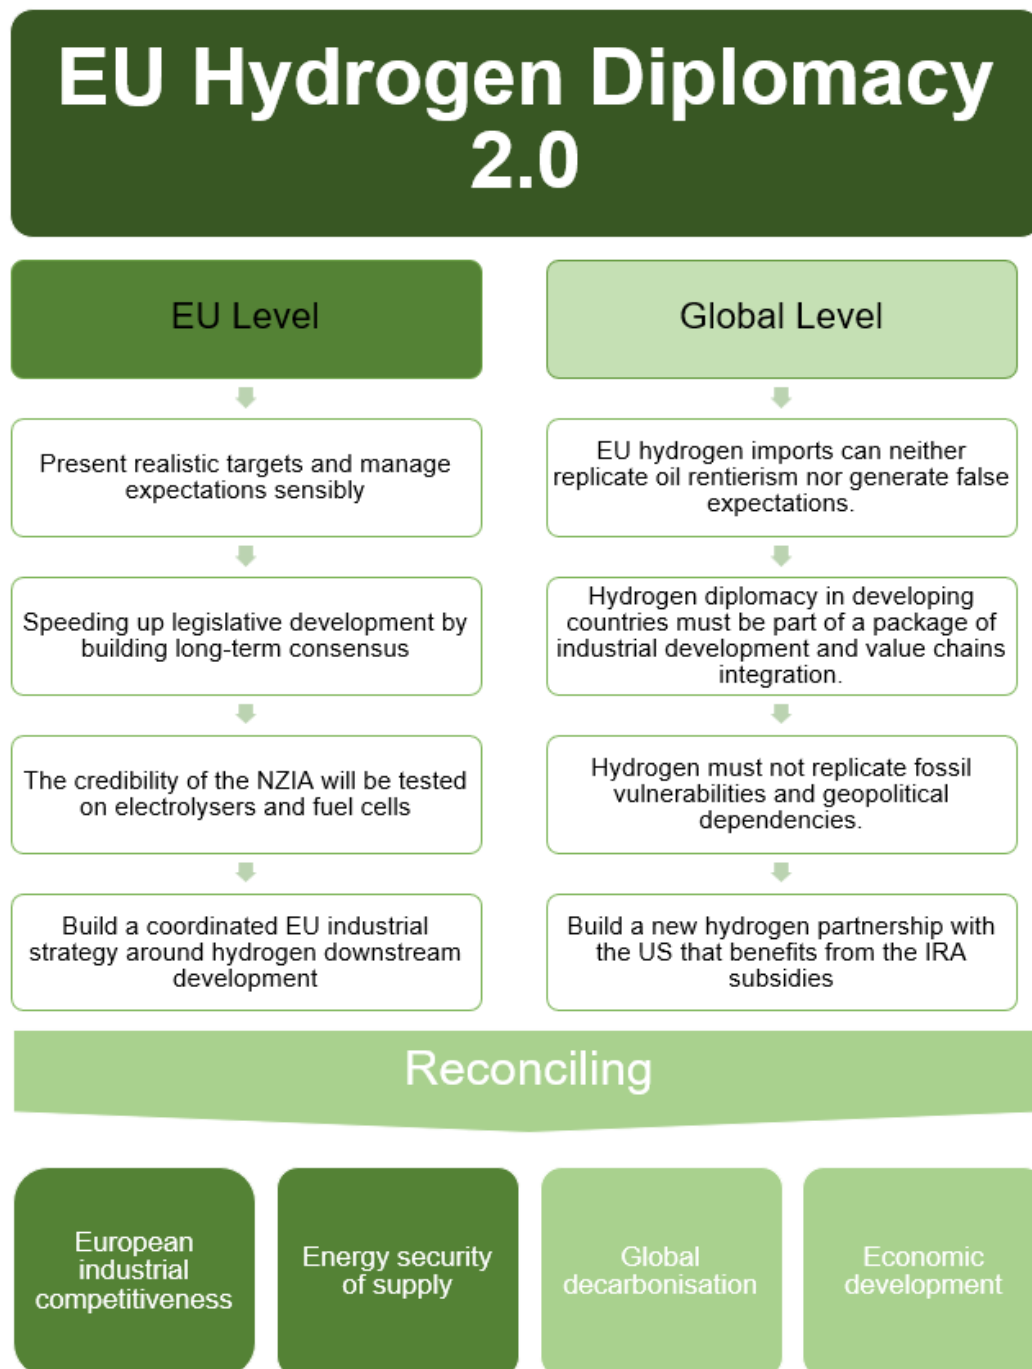 EU Hydrogen Diplomacy
2.0
EU Level
Present realistic targets and manage
expectations sensibly
Speeding up legislative development by
building long-term consensus
The credibility of the NZIA will be tested
on electrolysers and fuel cells
Build a coordinated EU industrial
strategy around hydrogen downstream
development
Global Level
EU hydrogen imports can neither
replicate oil rentierism nor generate false
expectations.
Hydrogen diplomacy in developing
countries must be part of a package of
industrial development and value chains
integration.
Hydrogen must not replicate fossil
vulnerabilities and geopolitical
dependencies.
Build a new hydrogen partnership with
the US that benefits from the IRA
subsidies
Reconciling
European
industrial
competitiveness
Energy security
of supply
Global
decarbonisation
Economic
development